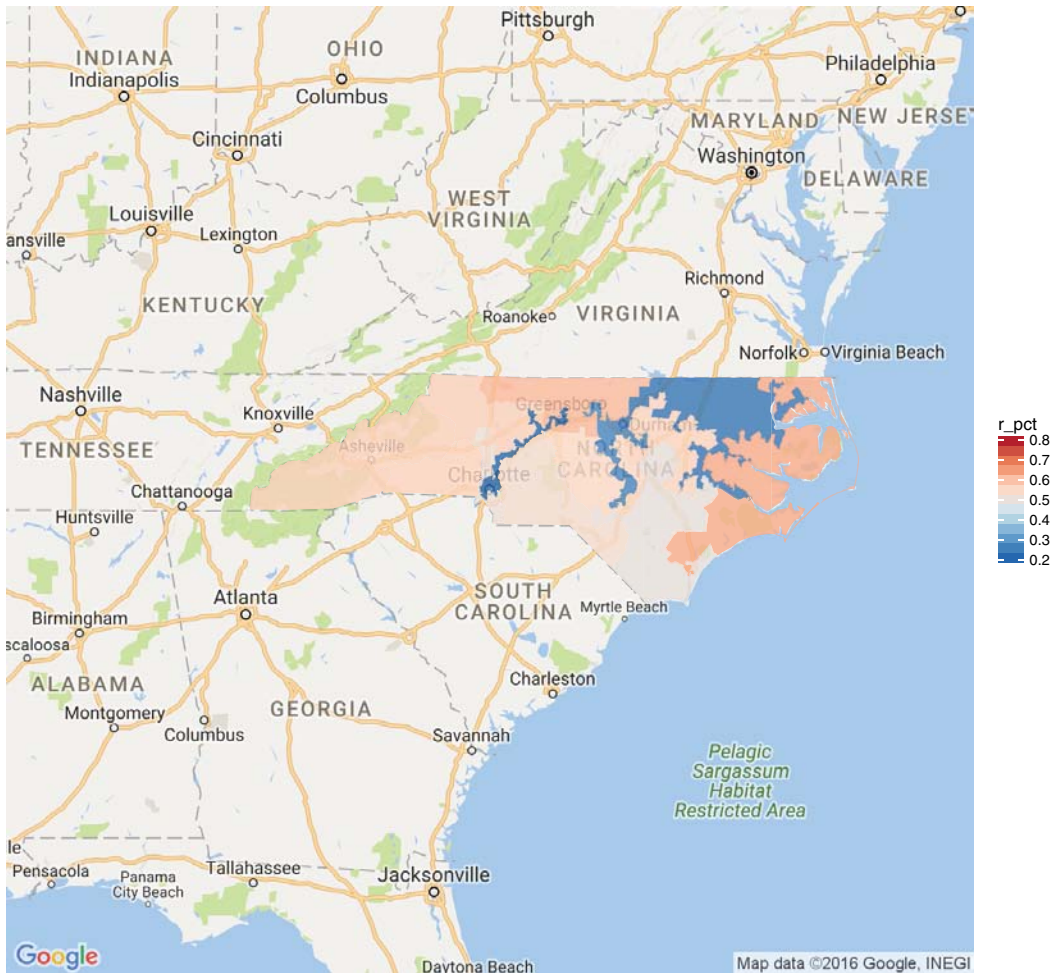 Pittsburgh
OHIO
INDIANA
Indianapolis
Columbus
Philadelphia
MARYLAND
NEW JERSE
Cincinnati
Washington
DELAWARE
WEST
VIRGINIA
Louisville
Lexington
ansville
Richmond
KENTUCKY
Roanoke
VIRGINIA
Norfolk
Virginia Beach
Nashville
Knoxville
Greensboro
Durham
TENNESSEE
Asheville
NORTH
CAROLINA
Charlotte
Chattanooga
Huntsville
SOUTH
CAROLINA
Myrtle Beach
Atlanta
Birmingham
scaloosa
ALABAMA
Charleston
GEORGIA
Montgomery
Columbus
Savannah
Pelagic
Sargassum
Habitat
Restricted Area
le
Pensacola
Panama
City Beach
Tallahassee
Jacksonville
Daytona Beach
Google
Map data ©2016 Google, INEGI
r_pct
0.8
0.7
0.6
0.5
0.4
0.3
0.2